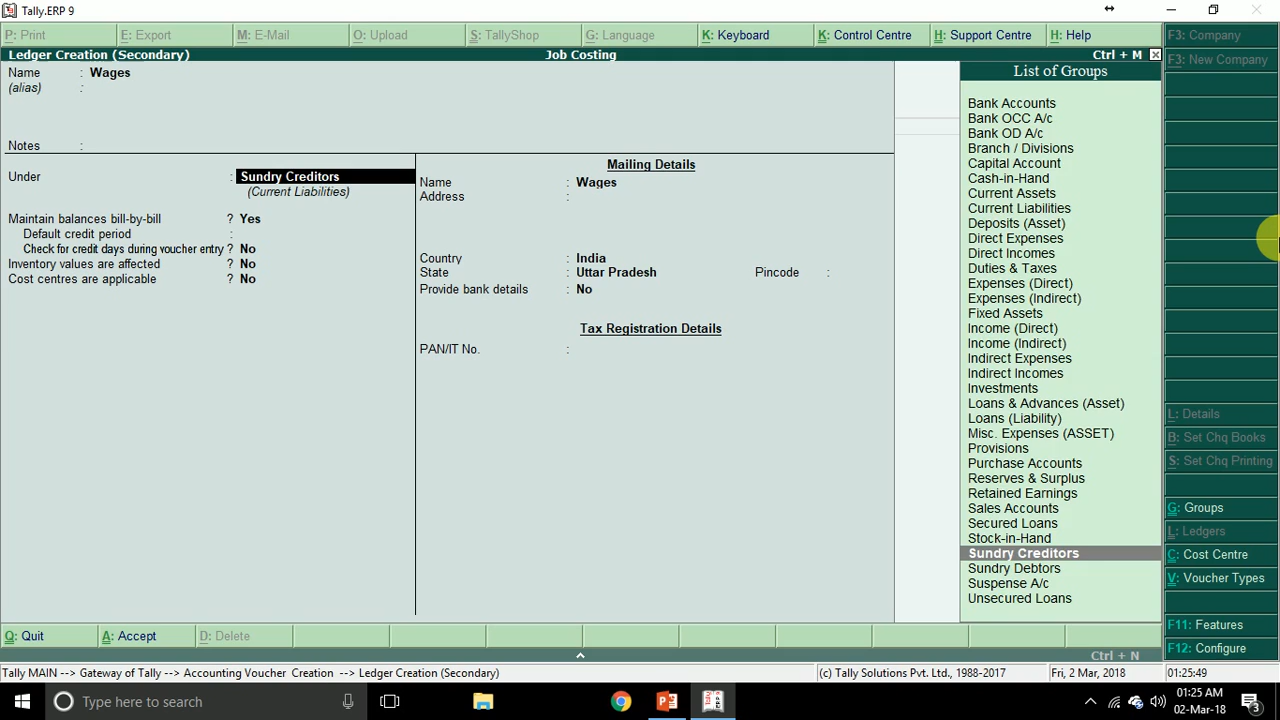 Tally.ERP 9
P: Print E: Export M: E-Mail O: Upload S: TallyShop G: Language K: Keyboard K: Control Centre H: Support Centre H: Help
F3: Company
F3: New Company
Ledger Creation (Secondary) Job Costing Ctrl + M
Name : Wages
(alias) :
Notes :
Under : Sundry Creditors
(Current Liabilities)
Maintain balances bill-by-bill ? Yes
Default credit period :
Check for credit days during voucher entry ? No
Inventory values are affected ? No
Cost centres are applicable ? No
Mailing Details
Name : Wages
Address :
Country : India
State : Uttar Pradesh Pincode :
Provide bank details : No
Tax Registration Details
PAN/IT No. :
List of Groups
Bank Accounts
Bank OCC A/c
Bank OD A/c
Branch / Divisions
Capital Account
Cash-in-Hand
Current Assets
Current Liabilities
Deposits (Asset)
Direct Expenses
Direct Incomes
Duties & Taxes
Expenses (Direct)
Expenses (Indirect)
Fixed Assets
Income (Direct)
Income (Indirect)
Indirect Expenses
Indirect Incomes
Investments
Loans & Advances (Asset)
Loans (Liability)
Misc. Expenses (ASSET)
Provisions
Purchase Accounts
Reserves & Surplus
Retained Earnings
Sales Accounts
Secured Loans
Stock-in-Hand
Sundry Creditors
Sundry Debtors
Suspense A/c
Unsecured Loans
L: Details
B: Set Chq Books
S: Set Chq Printing
G: Groups
L: Ledgers
C: Cost Centre
V: Voucher Types
F11: Features
F12: Configure
Q: Quit A: Accept D: Delete
Ctrl + N
Tally MAIN --> Gateway of Tally --> Accounting Voucher Creation --> Ledger Creation (Secondary) (c) Tally Solutions Pvt. Ltd., 1988-2017 Fri, 2 Mar, 2018 01:25:49
Type here to search
01:25 AM
02-Mar-18
3